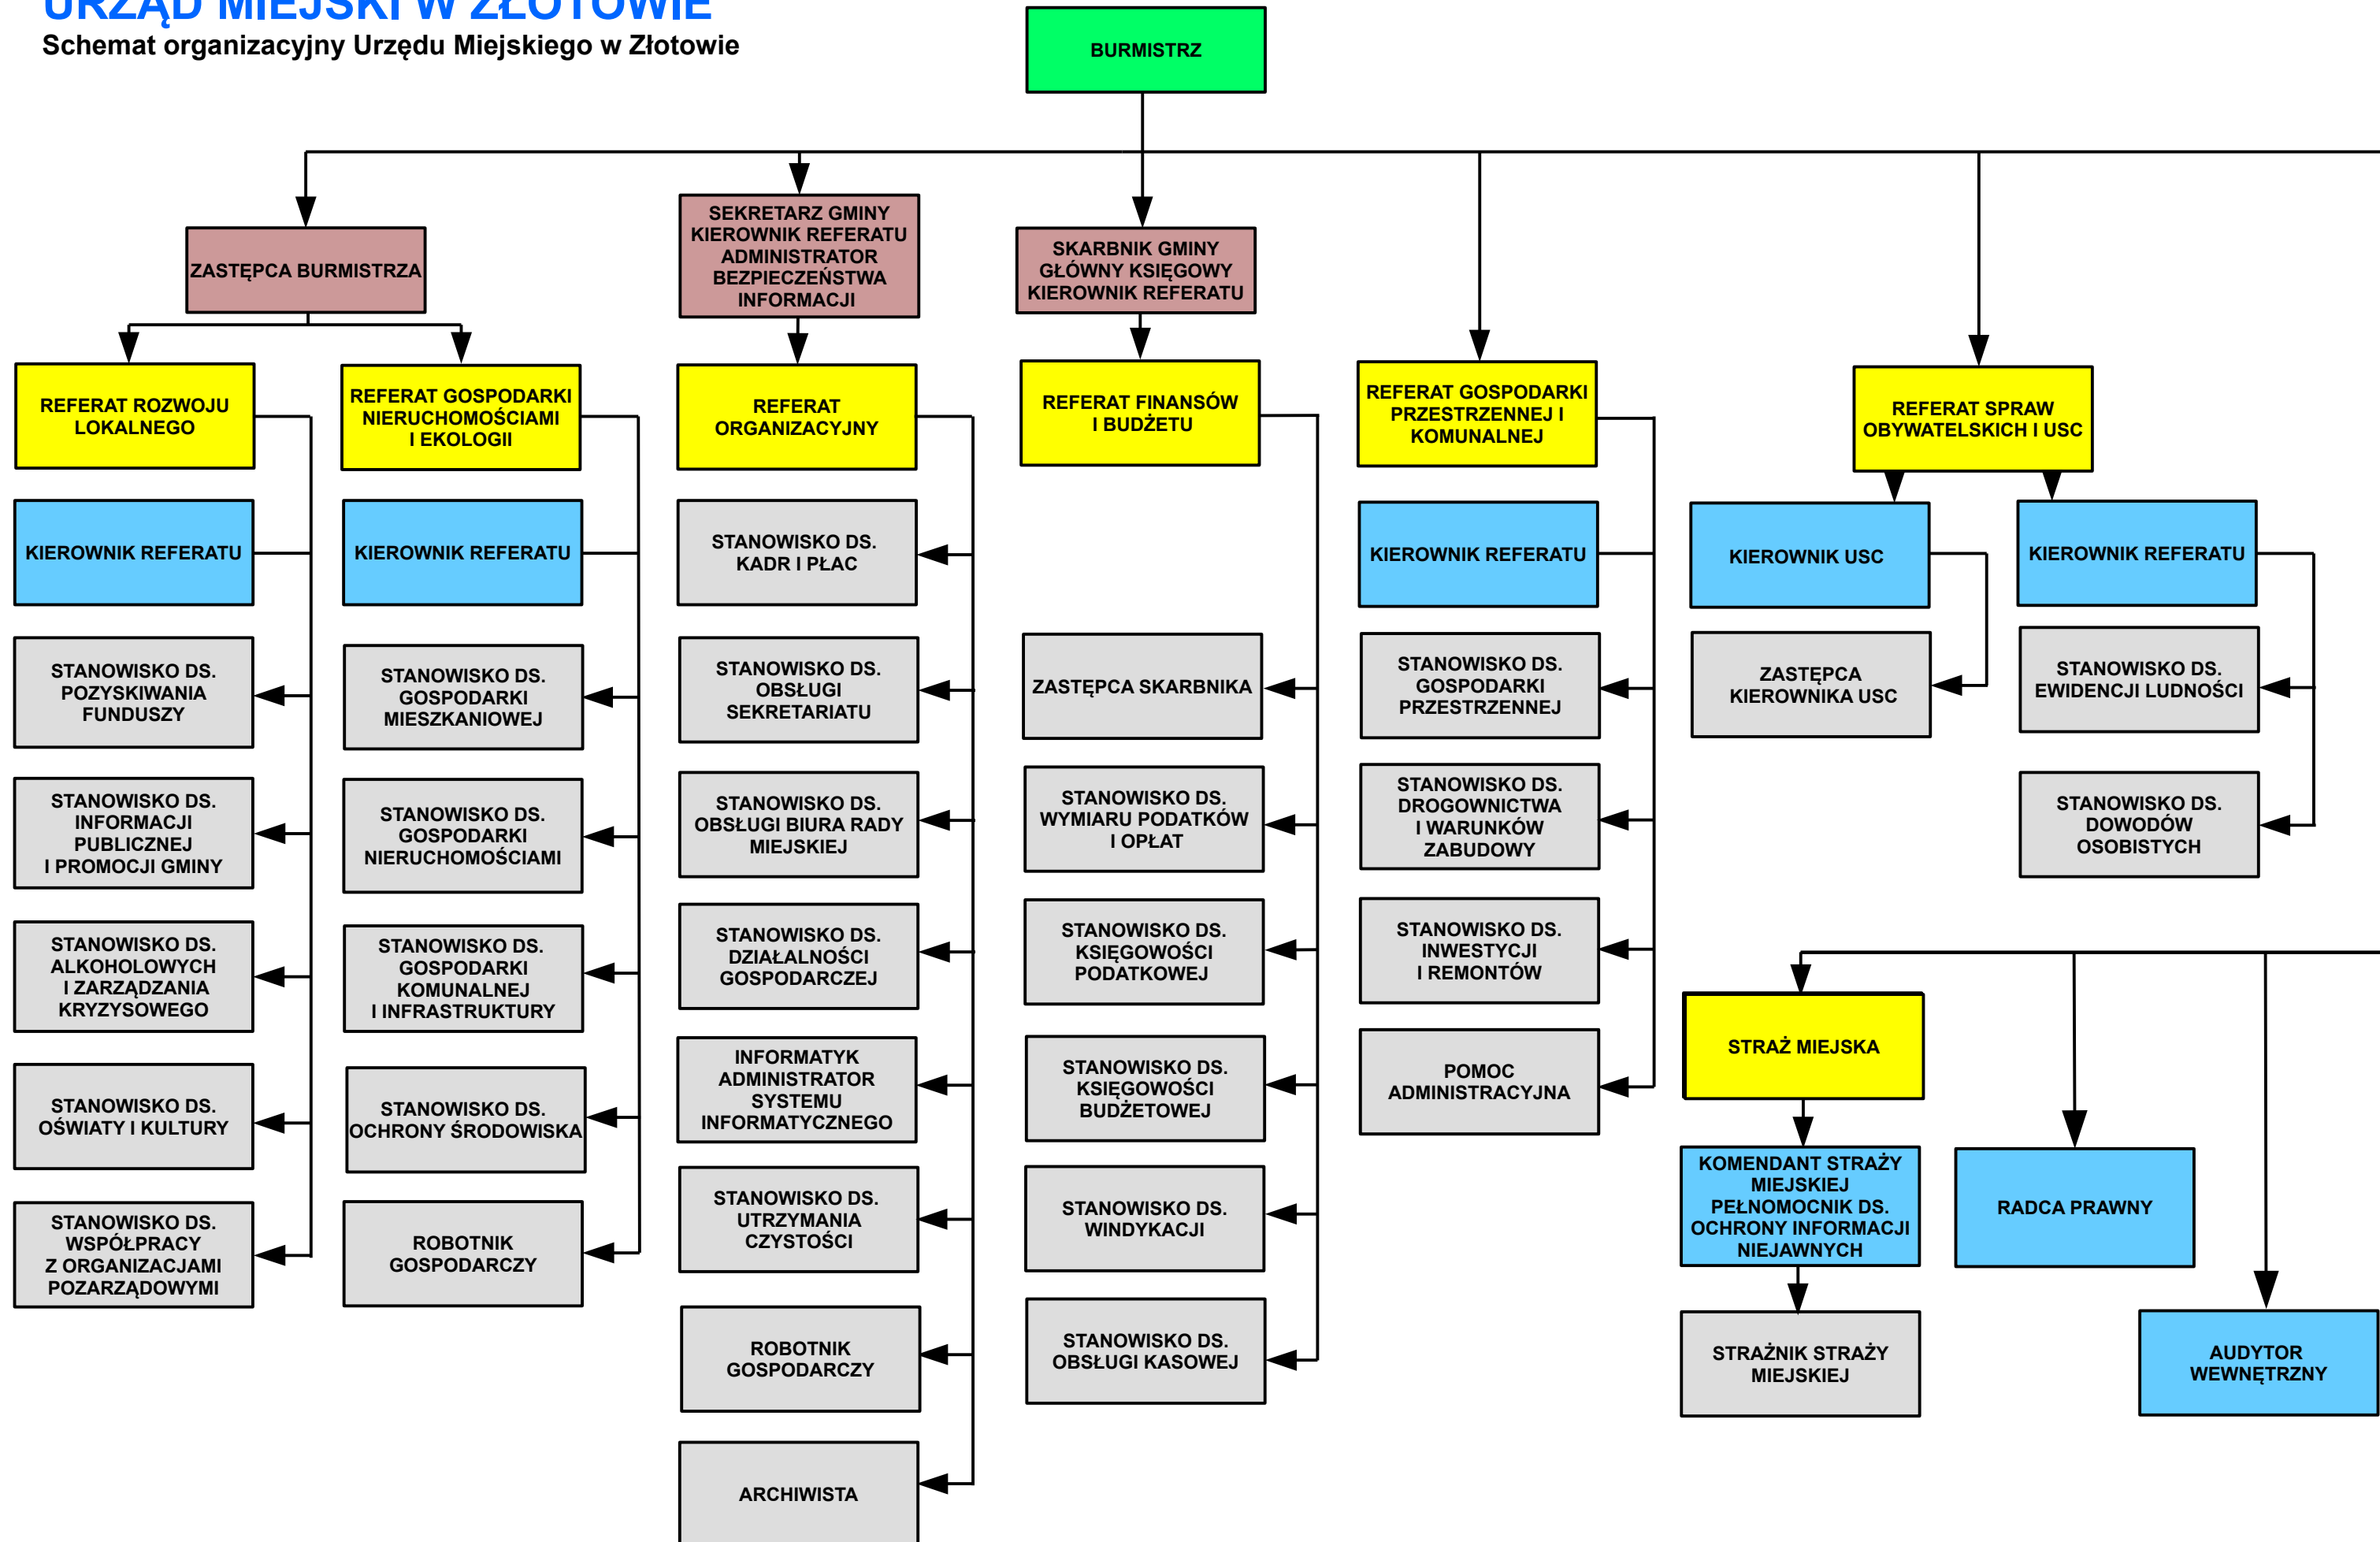 URZĄD MIEJSKI W ZŁOTOWIE
Schemat organizacyjny Urzędu Miejskiego w Złotowie
BURMISTRZ
ZASTĘPCA BURMISTRZA
SEKRETARZ GMINY
KIEROWNIK REFERATU
ADMINISTRATOR
BEZPIECZEŃSTWA
INFORMACJI
SKARBNIK GMINY
GŁÓWNY KSIĘGOWY
KIEROWNIK REFERATU
REFERAT ROZWOJU
LOKALNEGO
KIEROWNIK REFERATU
STANOWISKO DS.
POZYSKIWANIA
FUNDUSZY
STANOWISKO DS.
INFORMACJI
PUBLICZNEJ
I PROMOCJI GMINY
STANOWISKO DS.
ALKOHOLOWYCH
I ZARZĄDZANIA
KRYZYSOWEGO
STANOWISKO DS.
OŚWIATY I KULTURY
STANOWISKO DS.
WSPÓŁPRACY
Z ORGANIZACJAMI
POZARZĄDOWYMI
REFERAT GOSPODARKI
NIERUCHOMOŚCIAMI
I EKOLOGII
KIEROWNIK REFERATU
STANOWISKO DS.
GOSPODARKI
MIESZKANIOWEJ
STANOWISKO DS.
GOSPODARKI
NIERUCHOMOŚCIAMI
STANOWISKO DS.
GOSPODARKI
KOMUNALNEJ
I INFRASTRUKTURY
STANOWISKO DS.
OCHRONY ŚRODOWISKA
ROBOTNIK
GOSPODARCZY
REFERAT
ORGANIZACYJNY
STANOWISKO DS.
KADR I PŁAC
STANOWISKO DS.
OBSŁUGI
SEKRETARIATU
STANOWISKO DS.
OBSŁUGI BIURA RADY
MIEJSKIEJ
STANOWISKO DS.
DZIAŁALNOŚCI
GOSPODARCZEJ
INFORMATYK
ADMINISTRATOR
SYSTEMU
INFORMATYCZNEGO
STANOWISKO DS.
UTRZYMANIA
CZYSTOŚCI
ROBOTNIK
GOSPODARCZY
ARCHIWISTA
REFERAT FINANSÓW
I BUDŻETU
ZASTĘPCA SKARBNIKA
STANOWISKO DS.
WYMIARU PODATKÓW
I OPŁAT
STANOWISKO DS.
KSIĘGOWOŚCI
PODATKOWEJ
STANOWISKO DS.
KSIĘGOWOŚCI
BUDŻETOWEJ
STANOWISKO DS.
WINDYKACJI
STANOWISKO DS.
OBSŁUGI KASOWEJ
REFERAT GOSPODARKI
PRZESTRZENNEJ I
KOMUNALNEJ
KIEROWNIK REFERATU
STANOWISKO DS.
GOSPODARKI
PRZESTRZENNEJ
STANOWISKO DS.
DROGOWNICTWA
I WARUNKÓW
ZABUDOWY
STANOWISKO DS.
INWESTYCJI
I REMONTÓW
POMOC
ADMINISTRACYJNA
REFERAT SPRAW
OBYWATELSKICH I USC
KIEROWNIK USC
ZASTĘPCA
KIEROWNIKA USC
KIEROWNIK REFERATU
STANOWISKO DS.
EWIDENCJI LUDNOŚCI
STANOWISKO DS.
DOWODÓW
OSOBISTYCH
STRAŻ MIEJSKA
KOMENDANT STRAŻY
MIEJSKIEJ
PEŁNOMOCNIK DS.
OCHRONY INFORMACJI
NIEJAWNYCH
STRAŻNIK STRAŻY
MIEJSKIEJ
RADCA PRAWNY
AUDYTOR
WEWNĘTRZNY